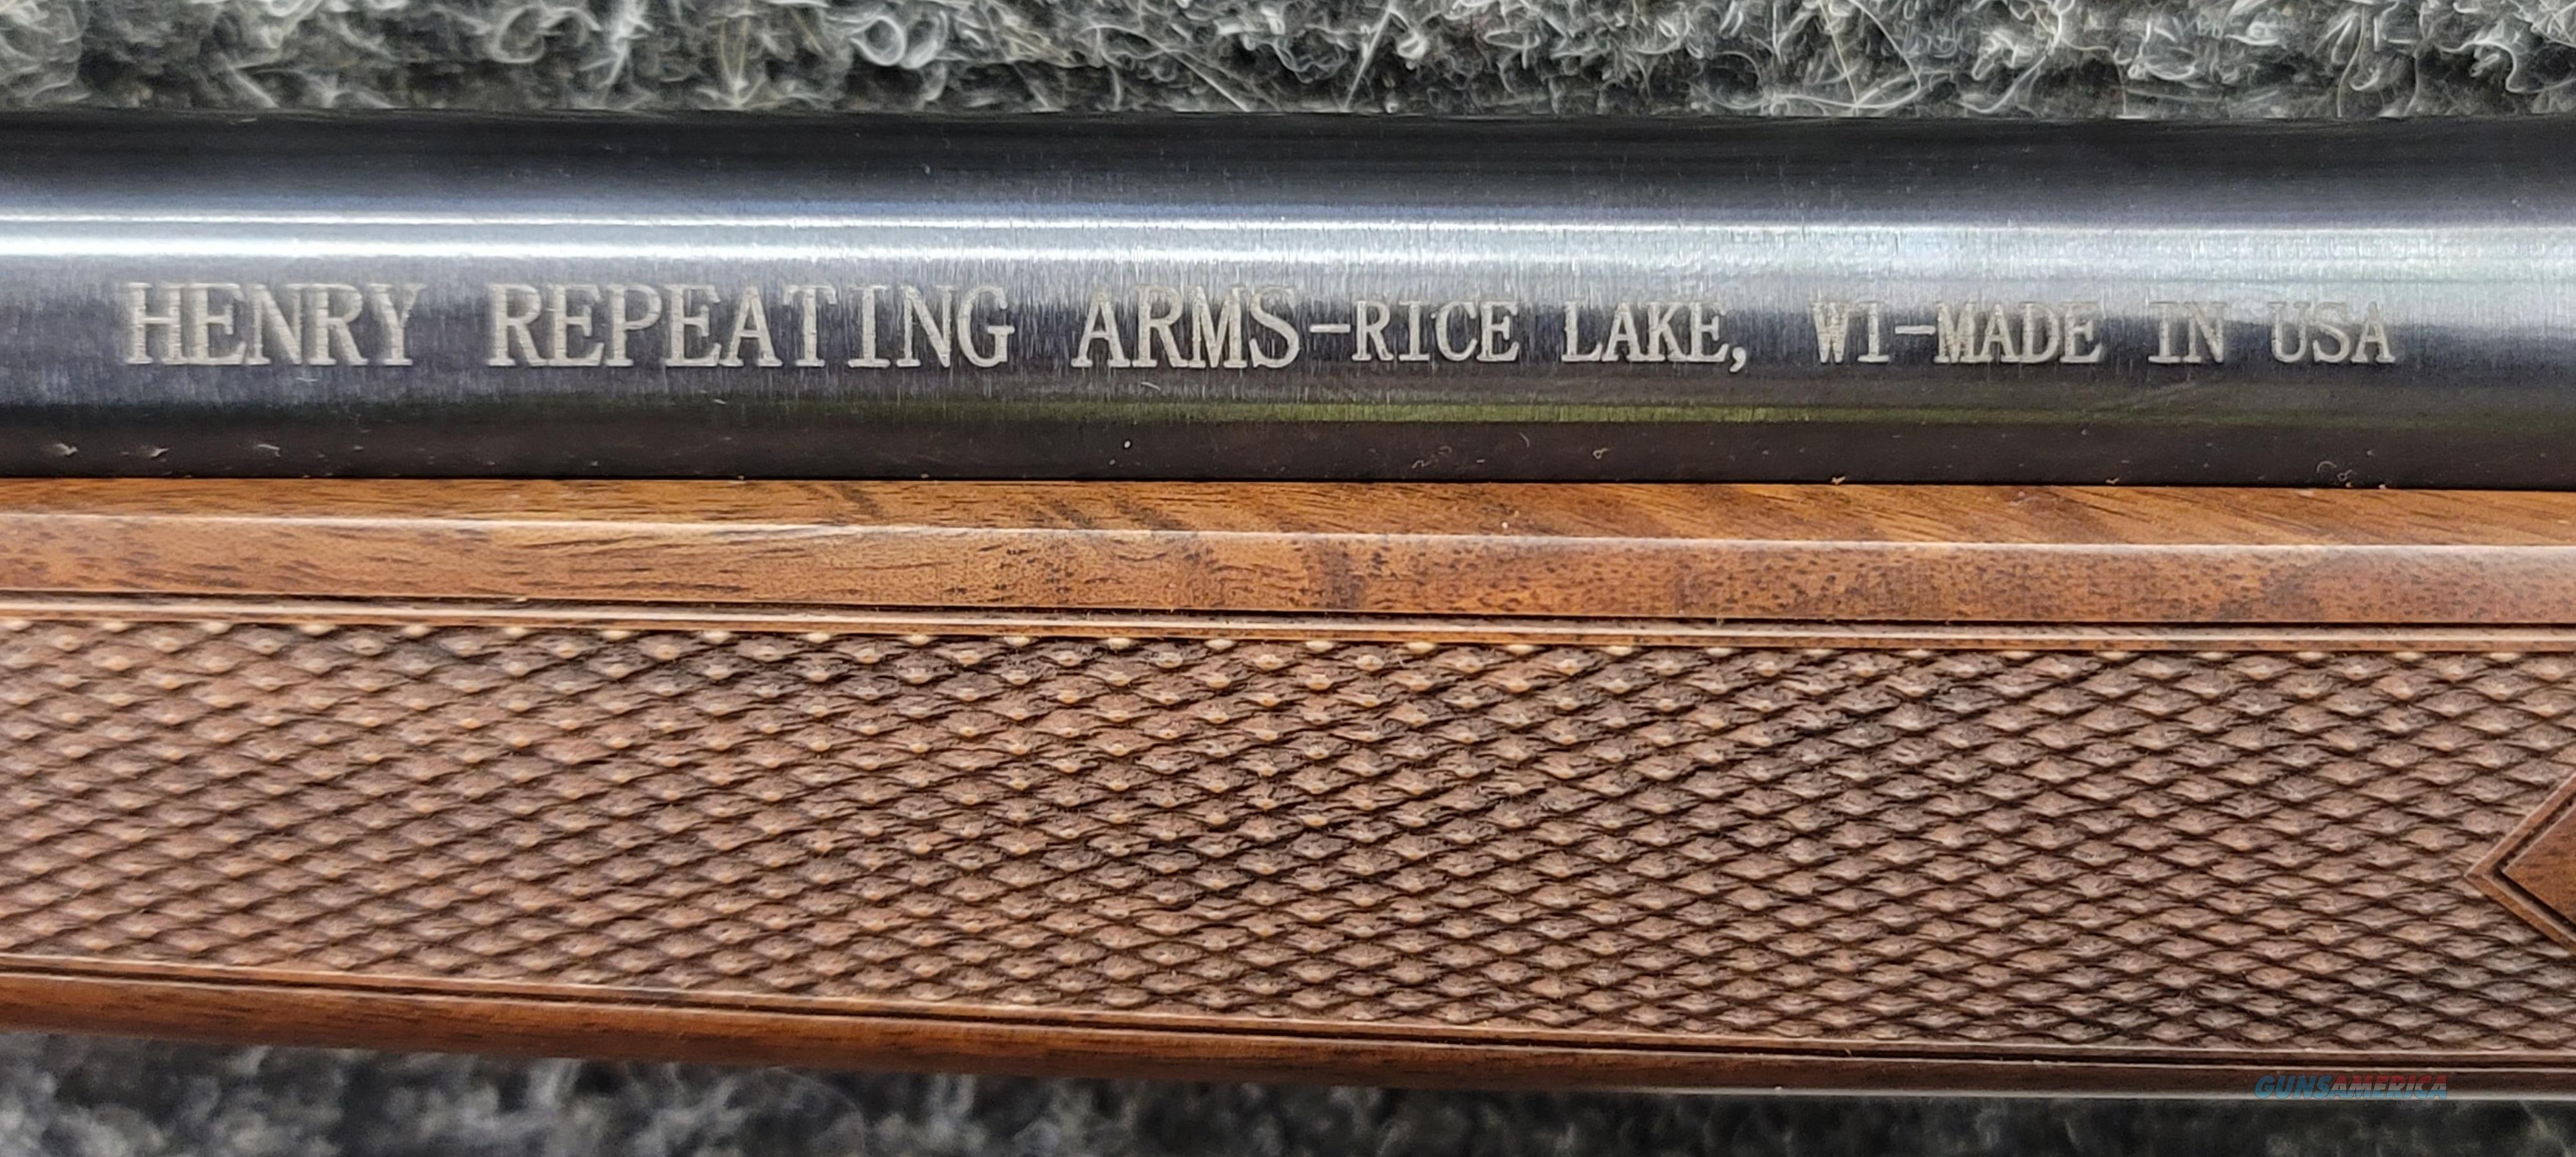 HENRY REPEATING ARMS-RICE LAKE, WI-MADE IN USA
GUNSAMERICA